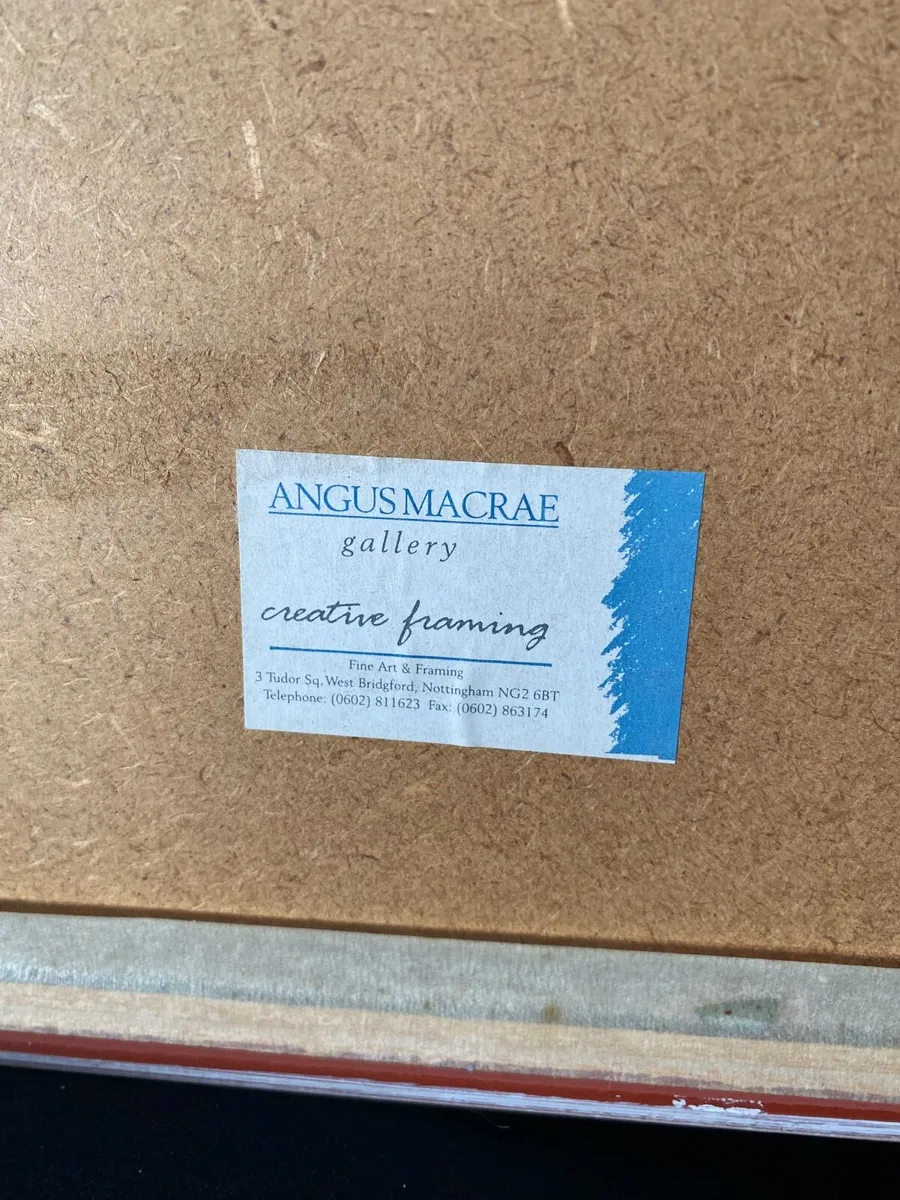 ANGUS MACRAE
gallery
creative framing
Fine Art & Framing
3 Tudor Sq. West Bridgford, Nottingham NG2 6BT
Telephone: (0602) 811623 Fax: (0602) 863174